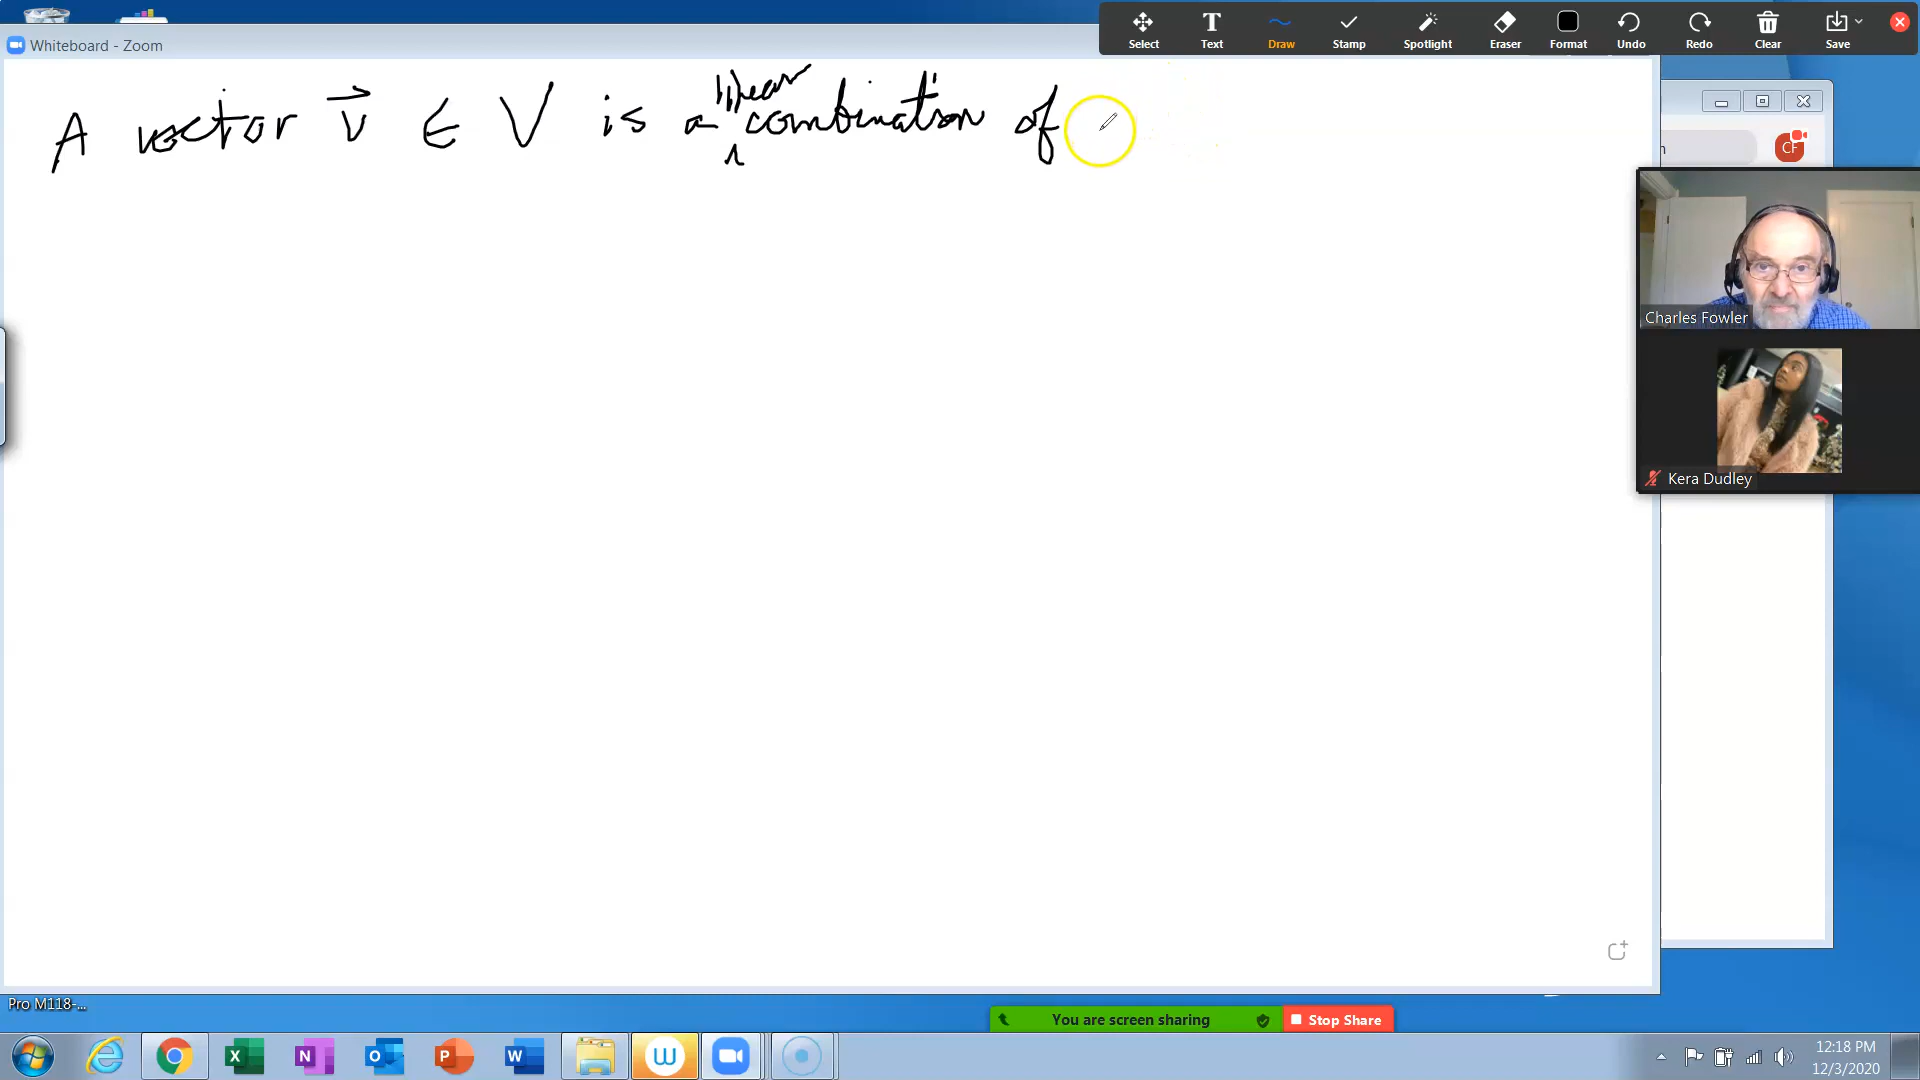 Whiteboard - Zoom
Select Text Draw Stamp Spotlight Eraser Format Undo Redo Clear Save
linear
A vector v⃗ ∈ V is a ‸ combination of
n
CF
Charles Fowler
Kera Dudley
Pro M118-...
You are screen sharing
Stop Share
12:18 PM
12/3/2020